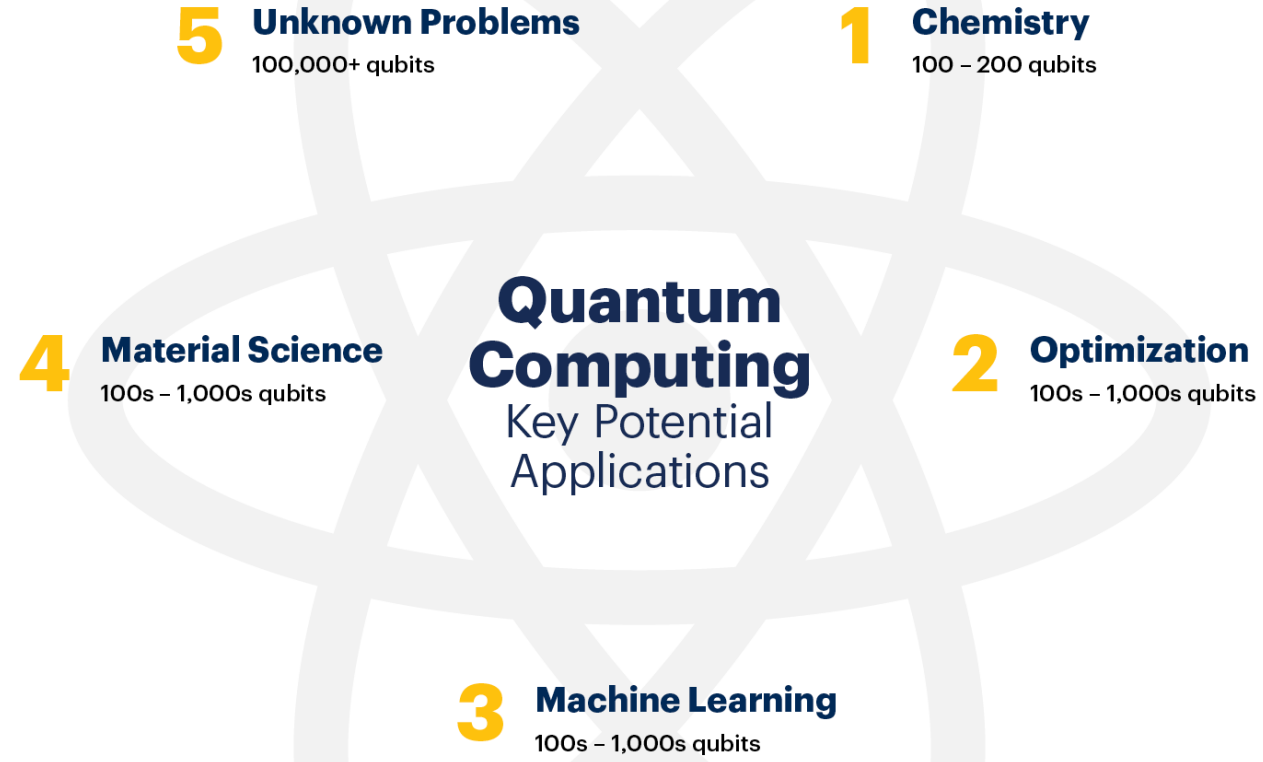 Quantum
Computing
Key Potential
Applications
1
Chemistry
100 – 200 qubits
2
Optimization
100s – 1,000s qubits
3
Machine Learning
100s – 1,000s qubits
4
Material Science
100s – 1,000s qubits
5
Unknown Problems
100,000+ qubits